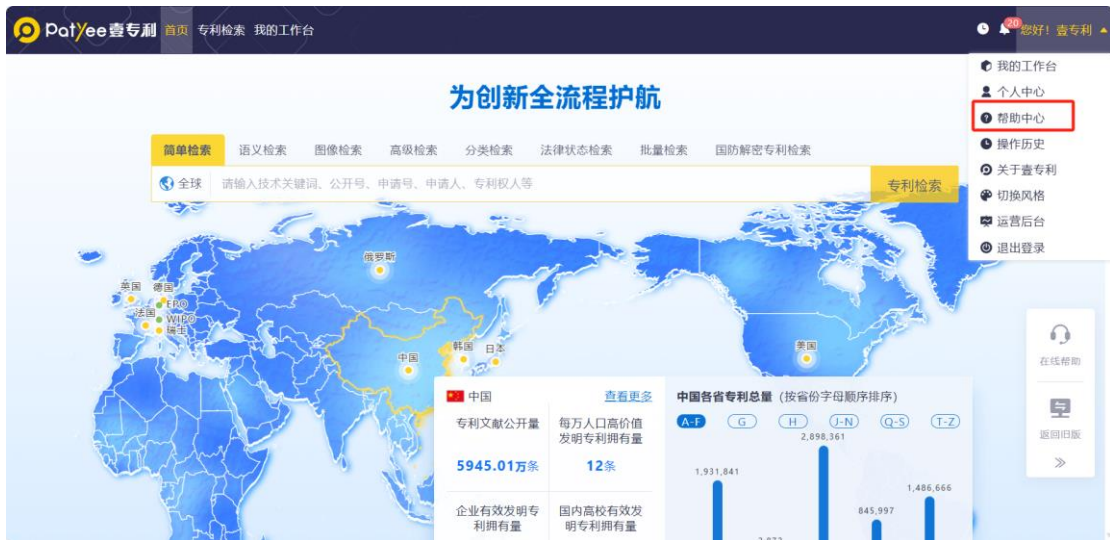 PatYee壹专利 首页 专利检索 我的工作台
20
您好！壹专利
我的工作台
个人中心
帮助中心
操作历史
关于壹专利
切换风格
运营后台
退出登录
为创新全流程护航
简单检索 语义检索 图像检索 高级检索 分类检索 法律状态检索 批量检索 国防解密专利检索
全球 请输入技术关键词、公开号、申请号、申请人、专利权人等 专利检索
俄罗斯
英国 德国
EPO
法国 WIPO
瑞士
中国
韩国 日本
美国
在线帮助
返回旧版
中国 查看更多
专利文献公开量
5945.01万条
每万人口高价值
发明专利拥有量
12条
企业有效发明专
利拥有量
国内高校有效发
明专利拥有量
中国各省专利总量（按省份字母顺序排序）
A-F G H J-N Q-S T-Z
2,898,361
1,931,841
1,486,666
845,997